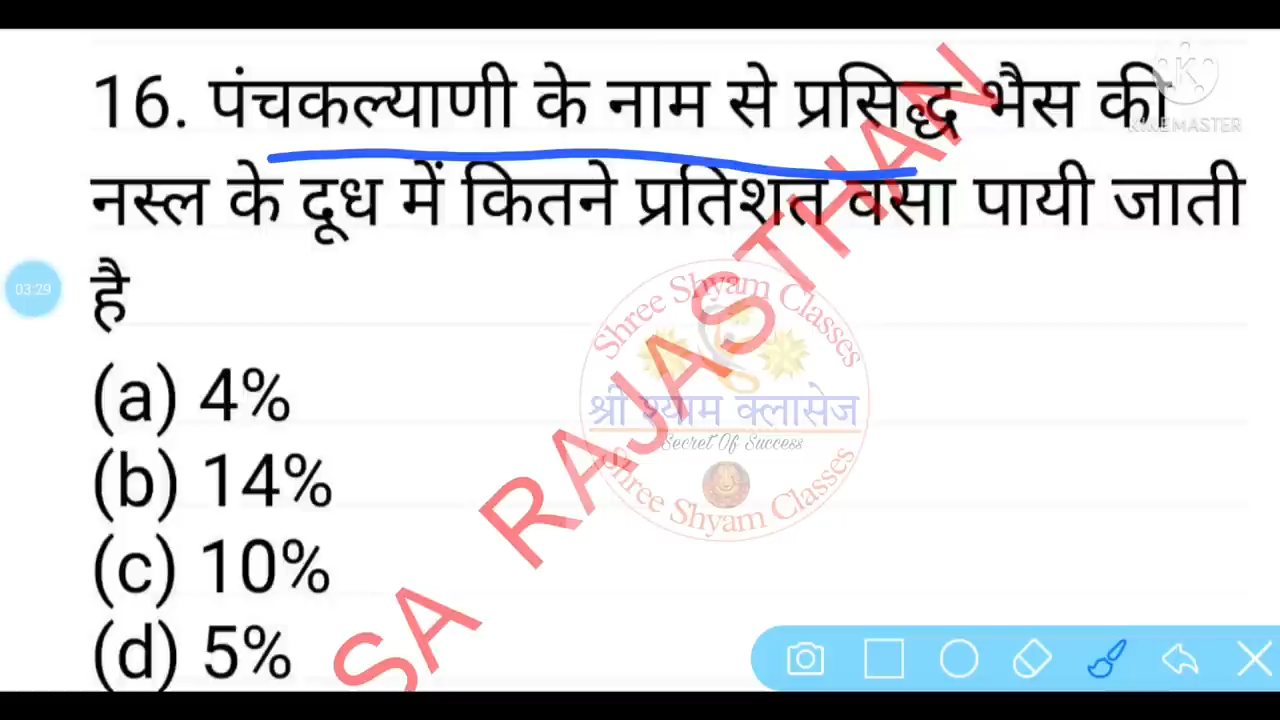 16. पंचकल्याणी के नाम से प्रसिद्ध भैस की
KINEMASTER
नस्ल के दूध में कितने प्रतिशत वसा पायी जाती
है
03:29
Shree Shyam Classes
(a) 4%
श्री श्याम क्लासेज
Secret Of Success
(b) 14%
Shree Shyam Classes
(c) 10%
(d) 5%
SA RAJASTHAN